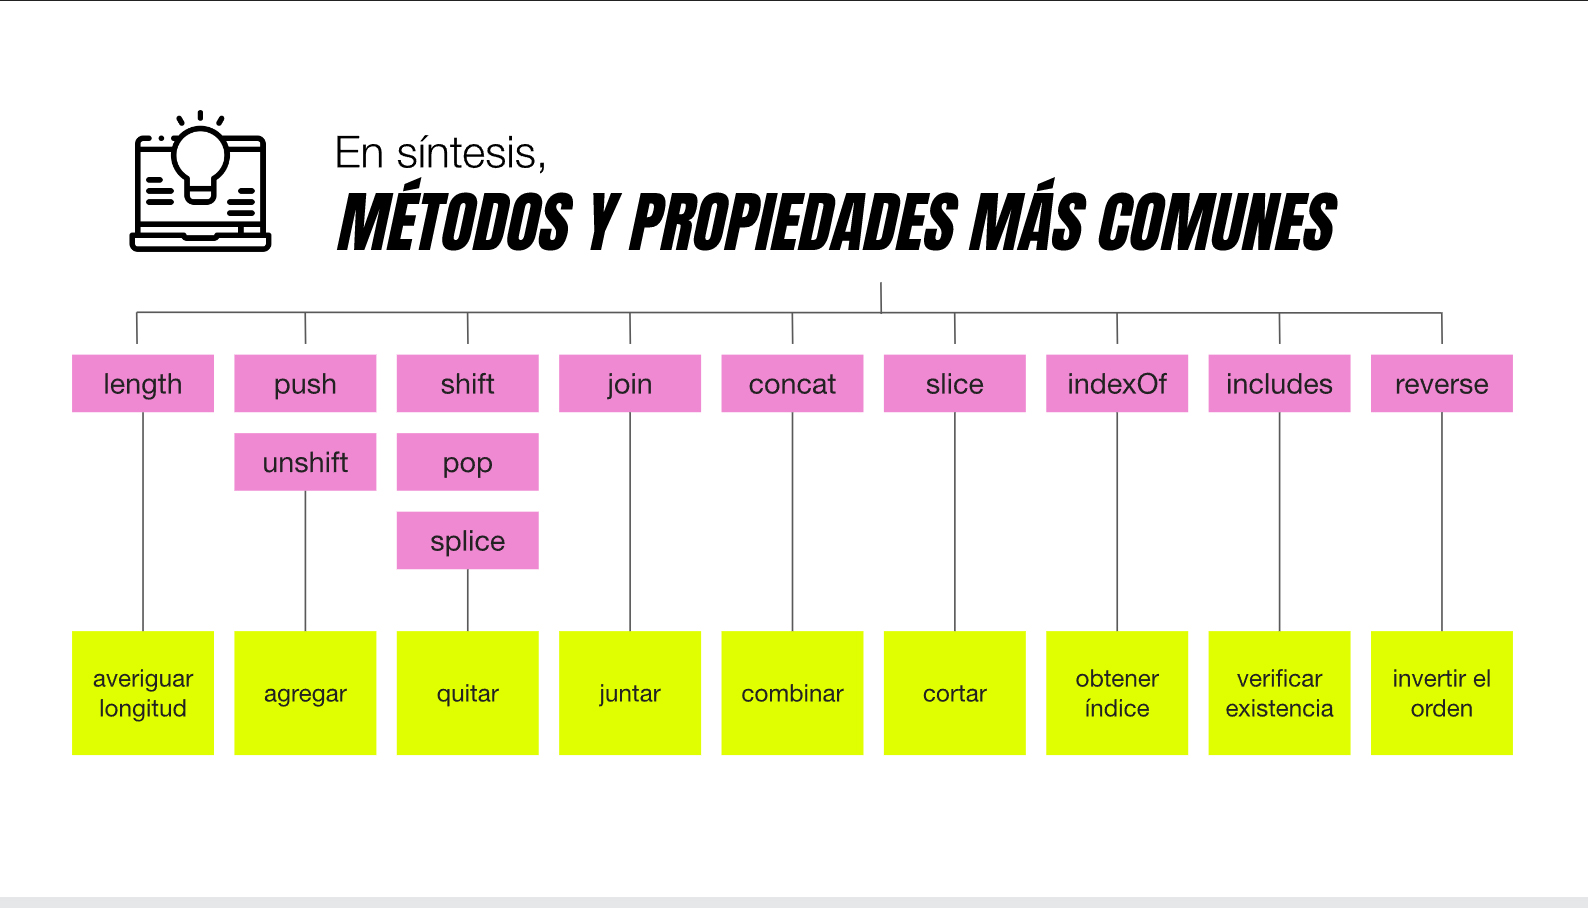 En síntesis,
MÉTODOS Y PROPIEDADES MÁS COMUNES
length
push
shift
join
concat
slice
indexOf
includes
reverse
unshift
pop
splice
averiguar
longitud
agregar
quitar
juntar
combinar
cortar
obtener
índice
verificar
existencia
invertir el
orden